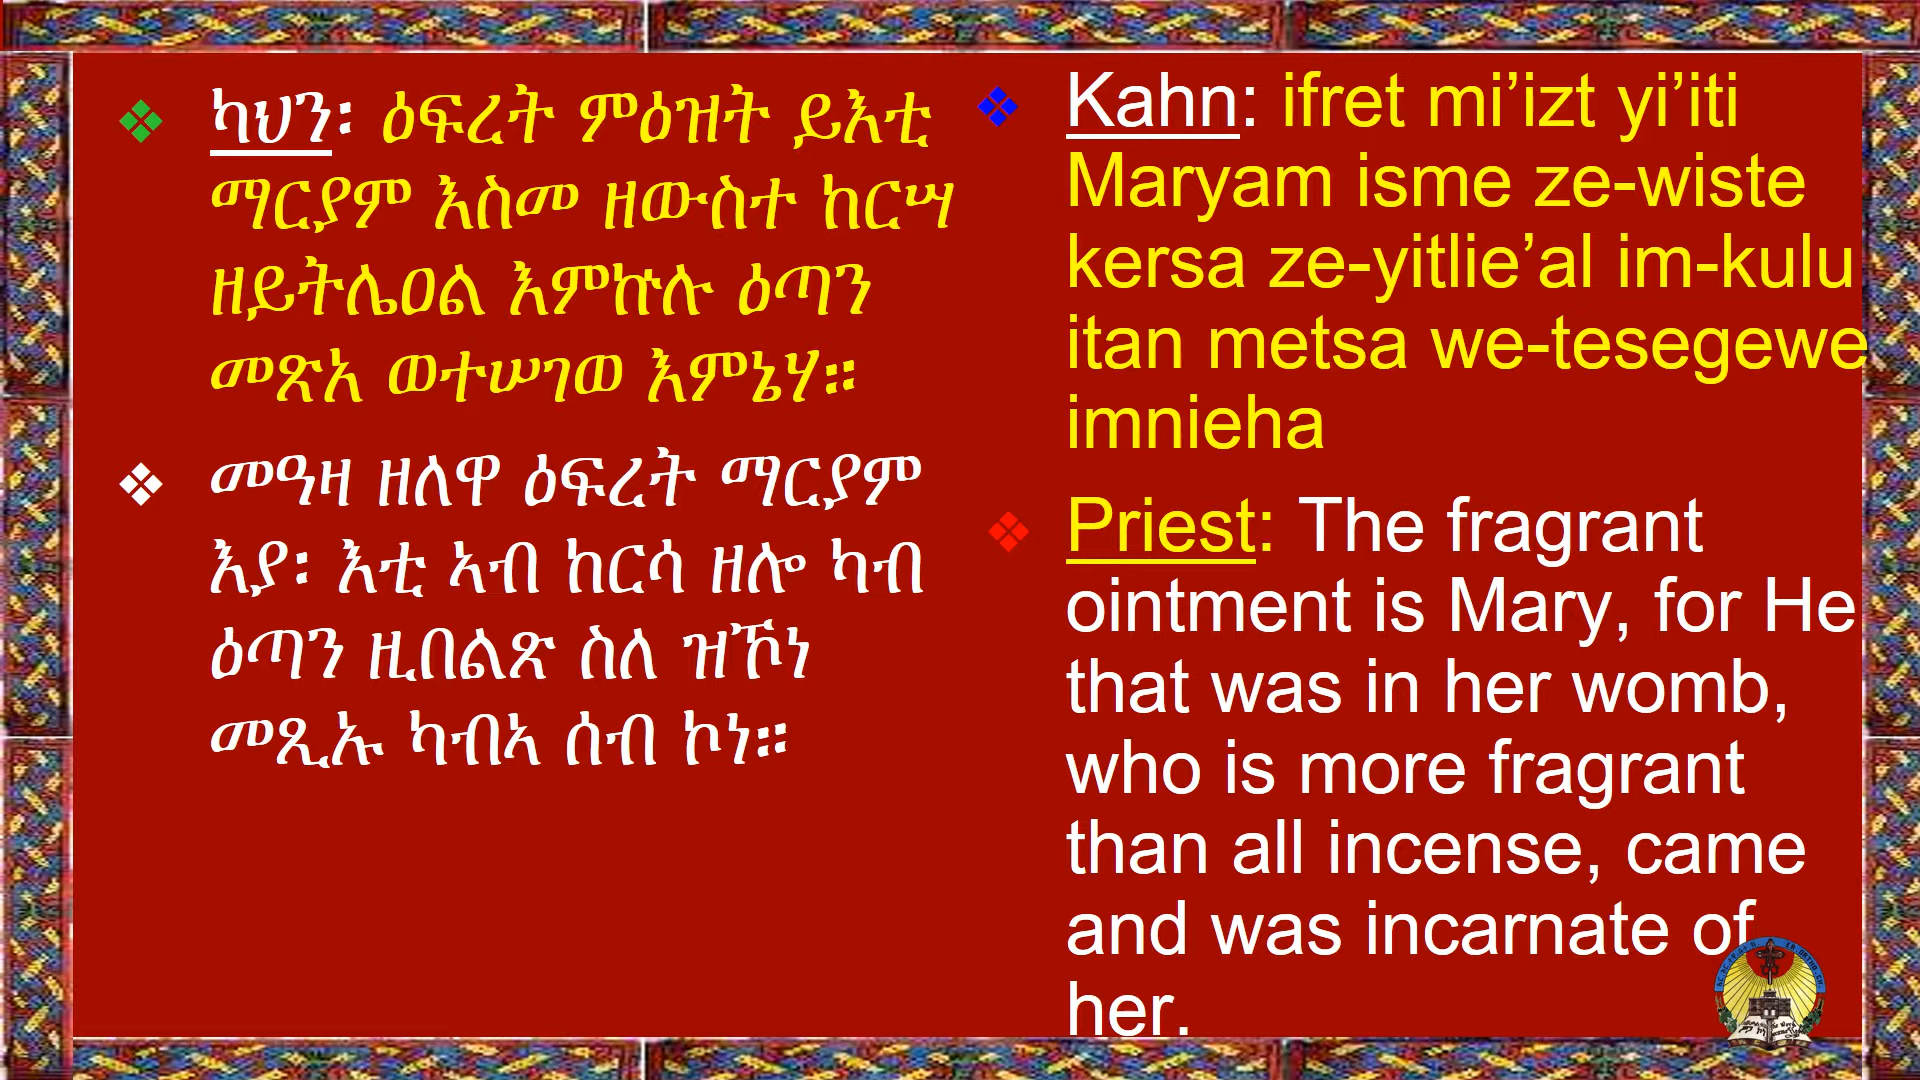 ካህን፡ ዕፍረት ምዕዝት ይእቲ
ማርያም እስመ ዘውስተ ከርሣ
ዘይትሌዐል እምኵሉ ዕጣን
መጽአ ወተሠገወ እምኔሃ።
መዓዛ ዘለዋ ዕፍረት ማርያም
እያ፡ እቲ ኣብ ከርሳ ዘሎ ካብ
ዕጣን ዚበልጽ ስለ ዝኾነ
መጺኡ ካብኣ ሰብ ኮነ።
Kahn: ifret mi’izt yi’iti
Maryam isme ze-wiste
kersa ze-yitlie’al im-kulu
itan metsa we-tesegewe
imnieha
Priest: The fragrant
ointment is Mary, for He
that was in her womb,
who is more fragrant
than all incense, came
and was incarnate of
her.